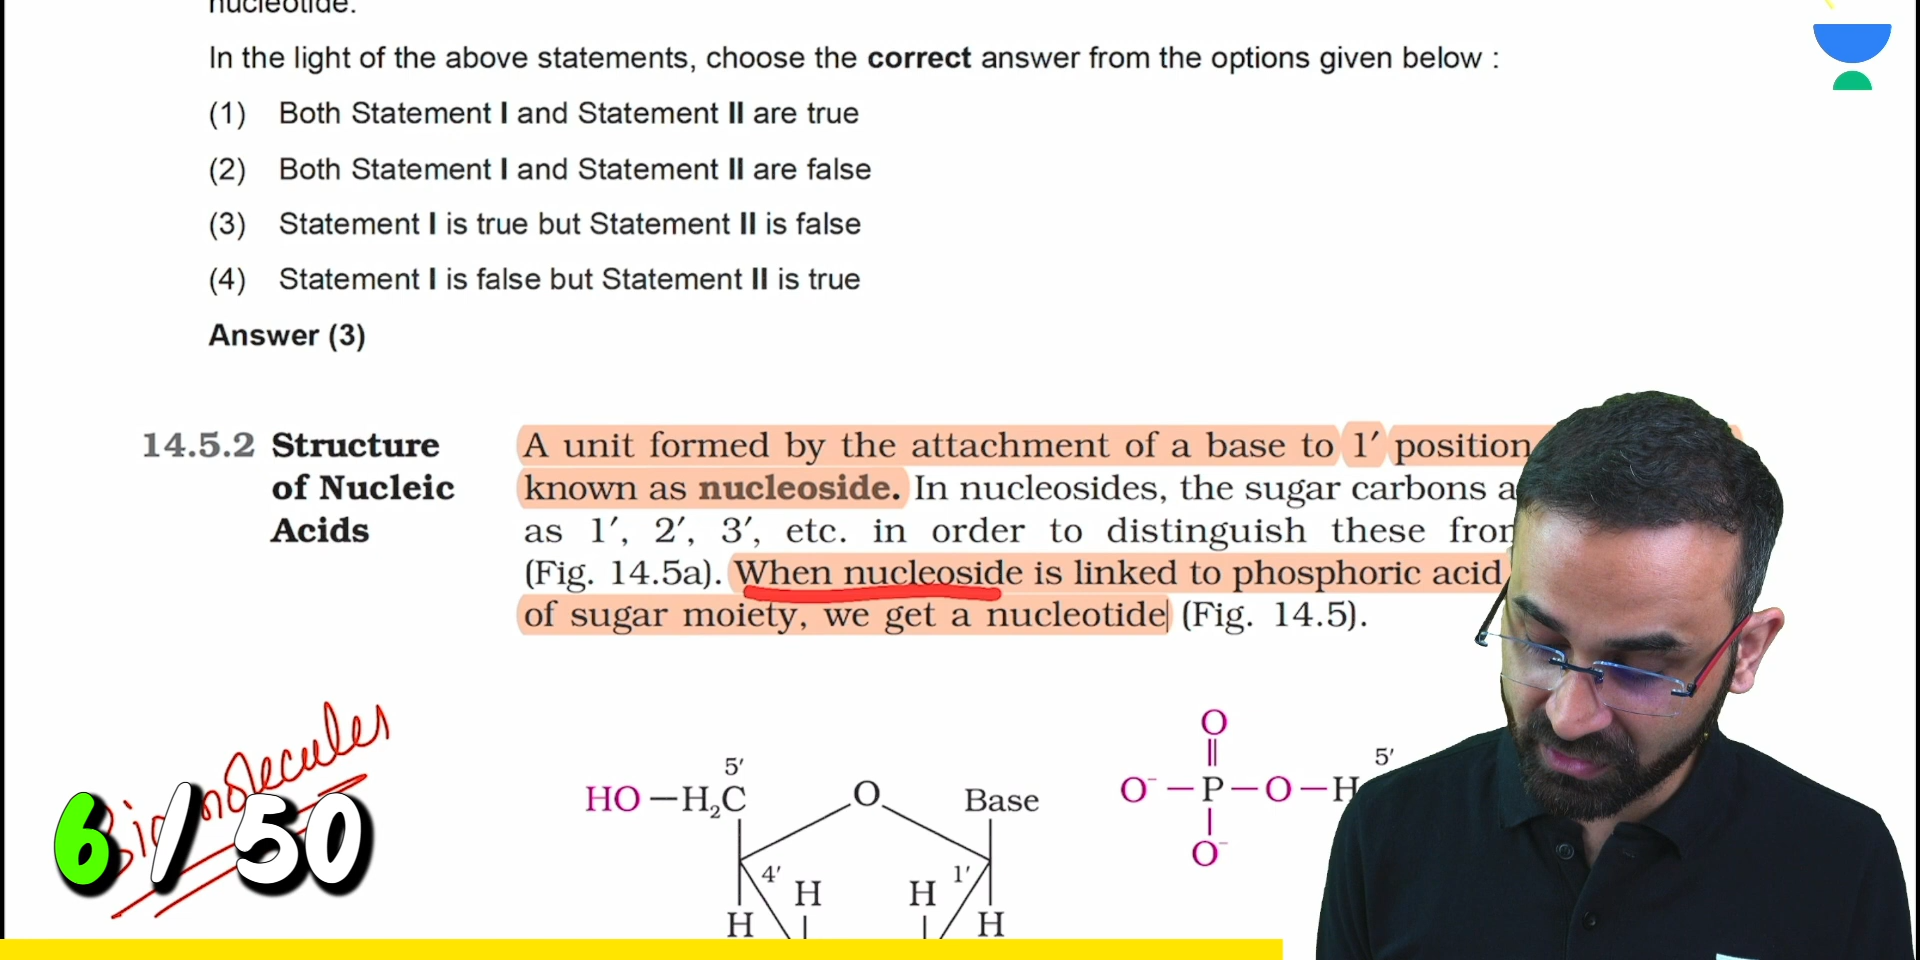 nucleotide.
In the light of the above statements, choose the correct answer from the options given below :
(1) Both Statement I and Statement II are true
(2) Both Statement I and Statement II are false
(3) Statement I is true but Statement II is false
(4) Statement I is false but Statement II is true
Answer (3)
14.5.2 Structure of Nucleic Acids
A unit formed by the attachment of a base to 1′ position
known as nucleoside. In nucleosides, the sugar carbons
as 1′, 2′, 3′, etc. in order to distinguish these
(Fig. 14.5a). When nucleoside is linked to phosphoric acid
of sugar moiety, we get a nucleotide (Fig. 14.5).
Biomolecules
6/50
5′
HO—H₂C
O
Base
4′
H
H
1′
H
H
O
O⁻—P—O—H
O⁻
5′